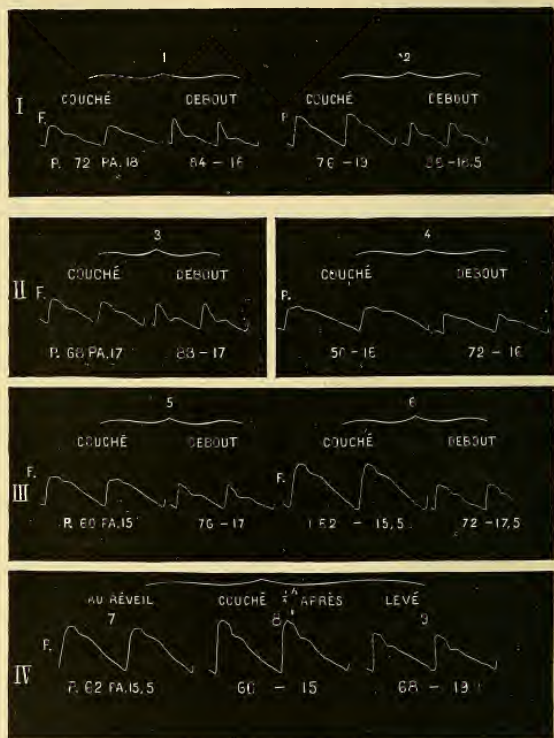 1 2
COUCHÉ DEBOUT COUCHÉ DEBOUT
I F. P.
P. 72 PA. 18 84 - 16 76 - 19
3
COUCHÉ DEBOUT
II F.
P. 68 PA. 17 88 - 17
4
COUCHÉ DEBOUT
P.
72 - 16
5 6
COUCHÉ DEBOUT COUCHÉ DEBOUT
III F. F.
P. 60 PA. 15 76 - 17 62 - 15,5 72 - 17,5
AU RÉVEIL COUCHÉ APRÈS LEVÉ
7 8 9
IV F.
P. 62 PA. 15,5 60 - 15 68 -